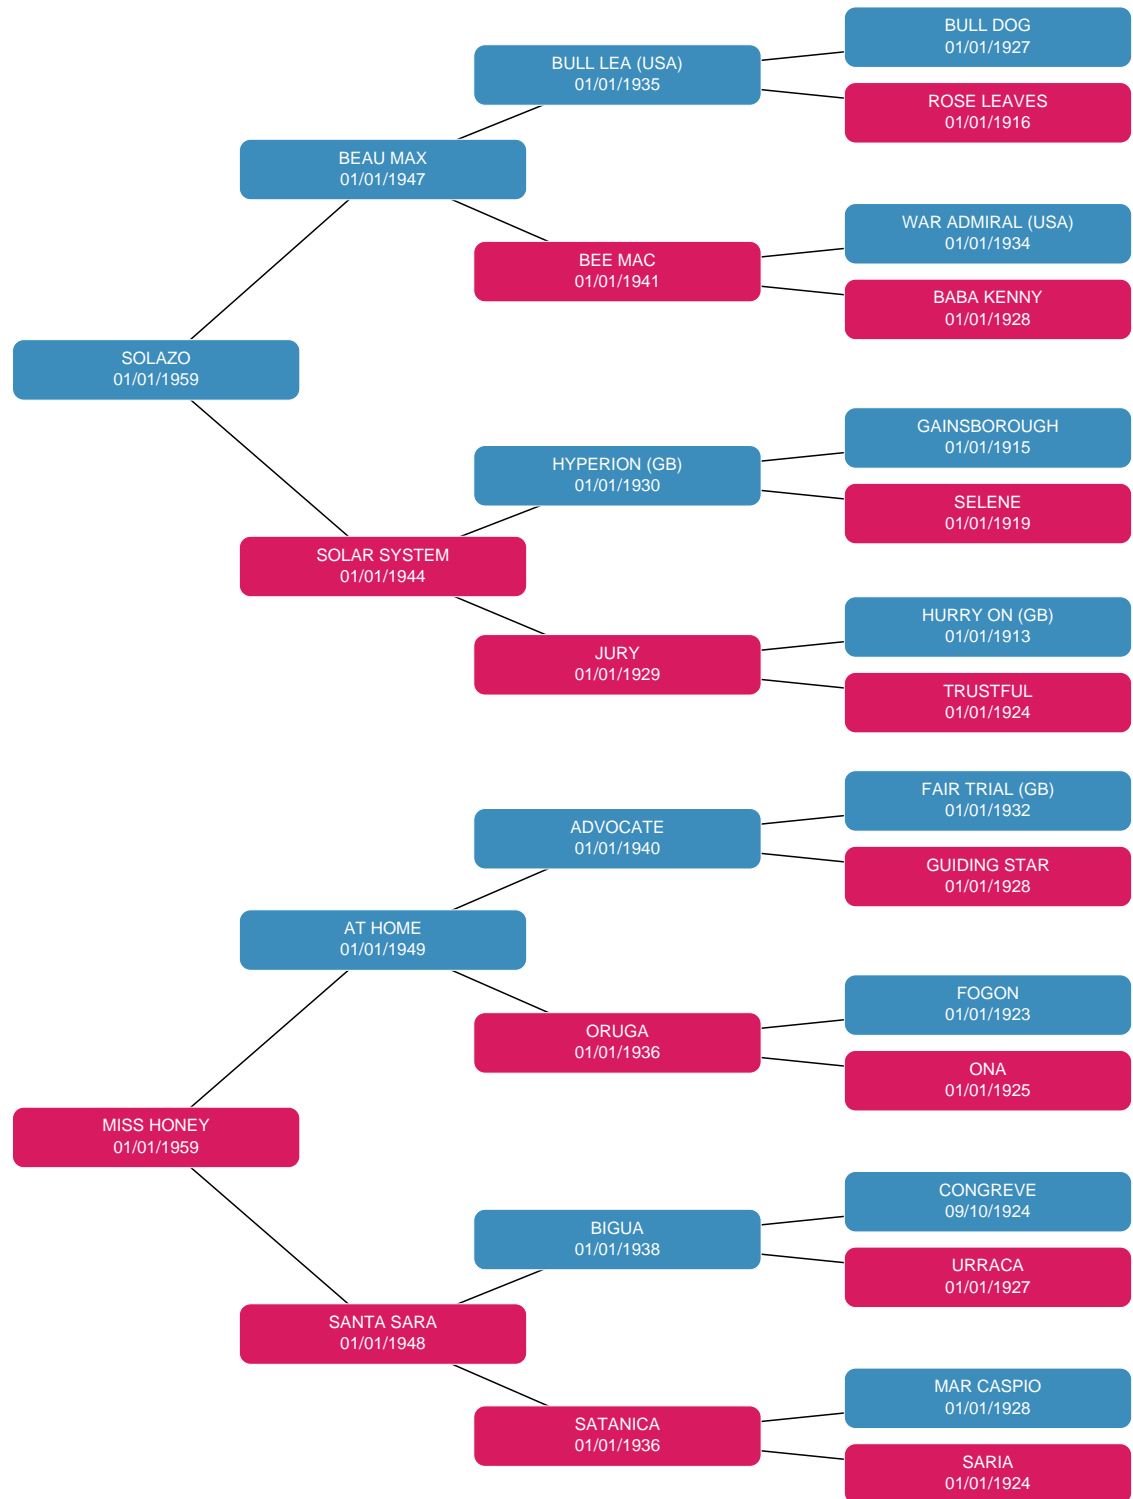 BULL DOG
01/01/1927
BULL LEA (USA)
01/01/1935
ROSE LEAVES
01/01/1916
BEAU MAX
01/01/1947
WAR ADMIRAL (USA)
01/01/1934
BEE MAC
01/01/1941
BABA KENNY
01/01/1928
SOLAZO
01/01/1959
GAINSBOROUGH
01/01/1915
HYPERION (GB)
01/01/1930
SELENE
01/01/1919
SOLAR SYSTEM
01/01/1944
HURRY ON (GB)
01/01/1913
JURY
01/01/1929
TRUSTFUL
01/01/1924
FAIR TRIAL (GB)
01/01/1932
ADVOCATE
01/01/1940
GUIDING STAR
01/01/1928
AT HOME
01/01/1949
FOGON
01/01/1923
ORUGA
01/01/1936
ONA
01/01/1925
MISS HONEY
01/01/1959
CONGREVE
09/10/1924
BIGUA
01/01/1938
URRACA
01/01/1927
SANTA SARA
01/01/1948
MAR CASPIO
01/01/1928
SATANICA
01/01/1936
SARIA
01/01/1924